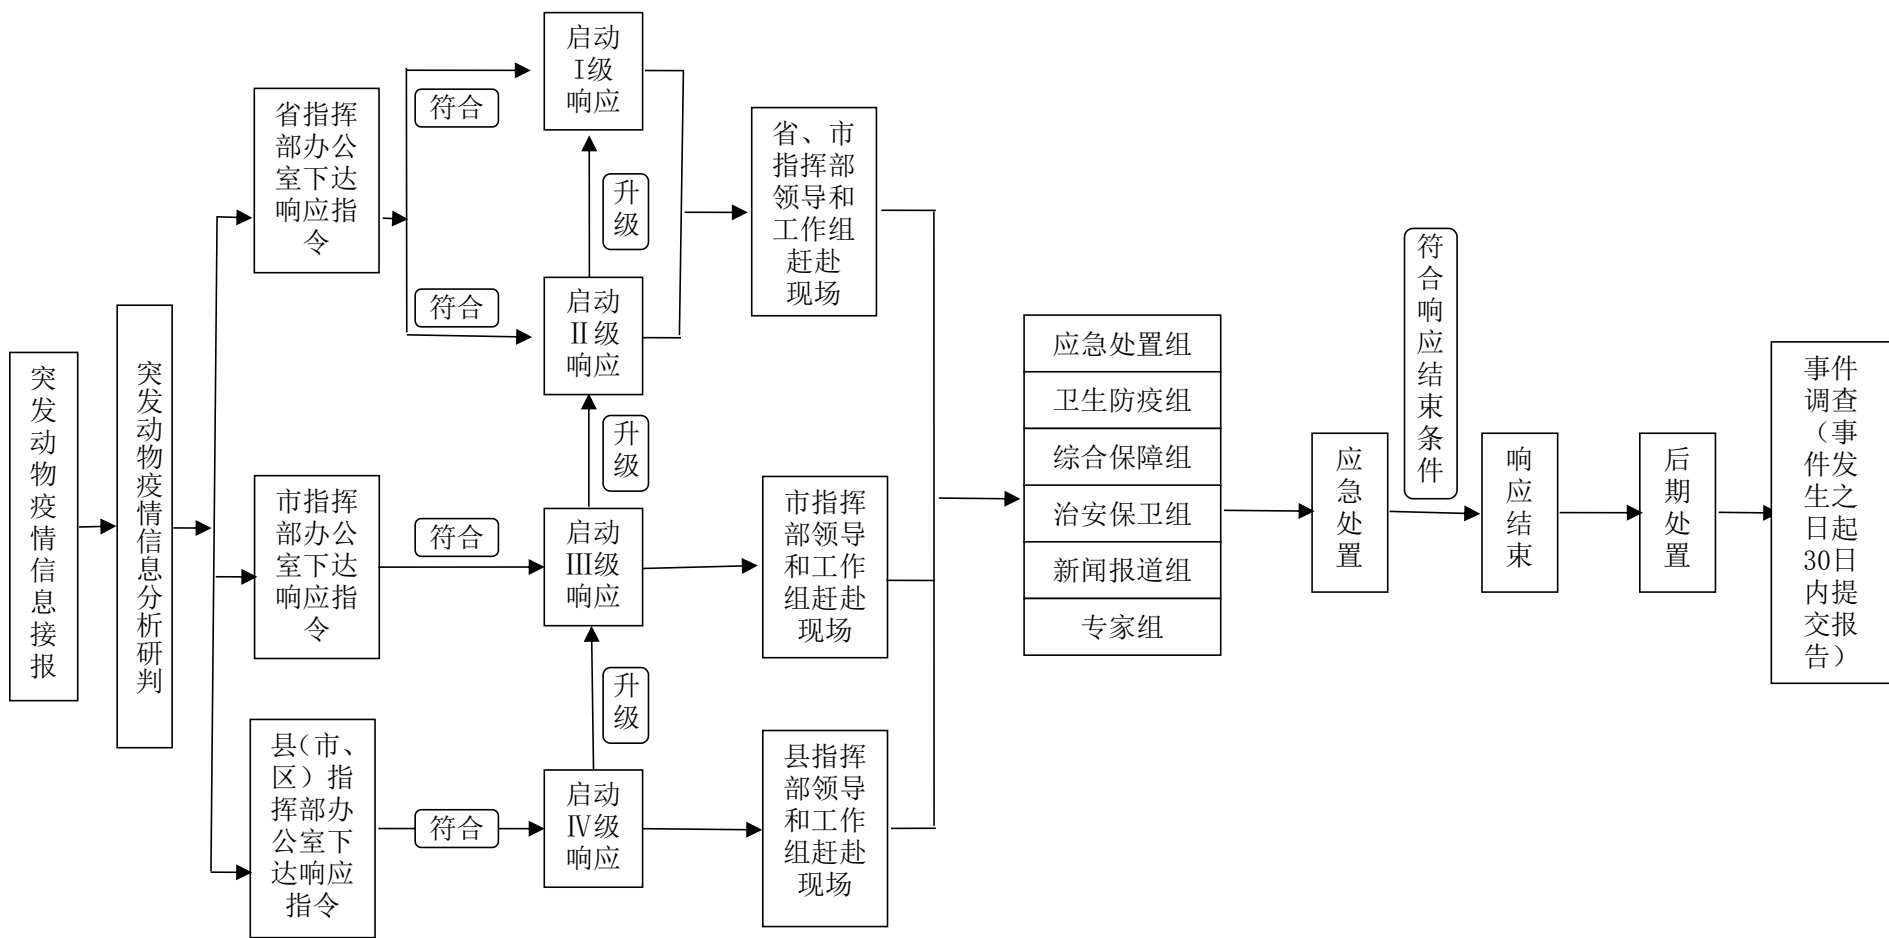 突
发
动
物
疫
情
信
息
接
报
突
发
动
物
疫
情
信
息
分
析
研
判
省指挥
部办公
室下达
响应指
令
市指挥
部办公
室下达
响应指
令
县（市、
区）指
挥部办
公室下
达响应
指令
符合
符合
符合
符合
启动
Ⅰ级
响应
升
级
启动
Ⅱ级
响应
升
级
启动
Ⅲ级
响应
升
级
启动
Ⅳ级
响应
省、市
指挥部
领导和
工作组
赶赴
现场
市指挥
部领导
和工作
组赶赴
现场
县指挥
部领导
和工作
组赶赴
现场
应急处置组
卫生防疫组
综合保障组
治安保卫组
新闻报道组
专家组
应
急
处
置
符
合
响
应
结
束
条
件
响
应
结
束
后
期
处
置
事件
调查
（事
件发
生之
日起
30日
内提
交报
告）